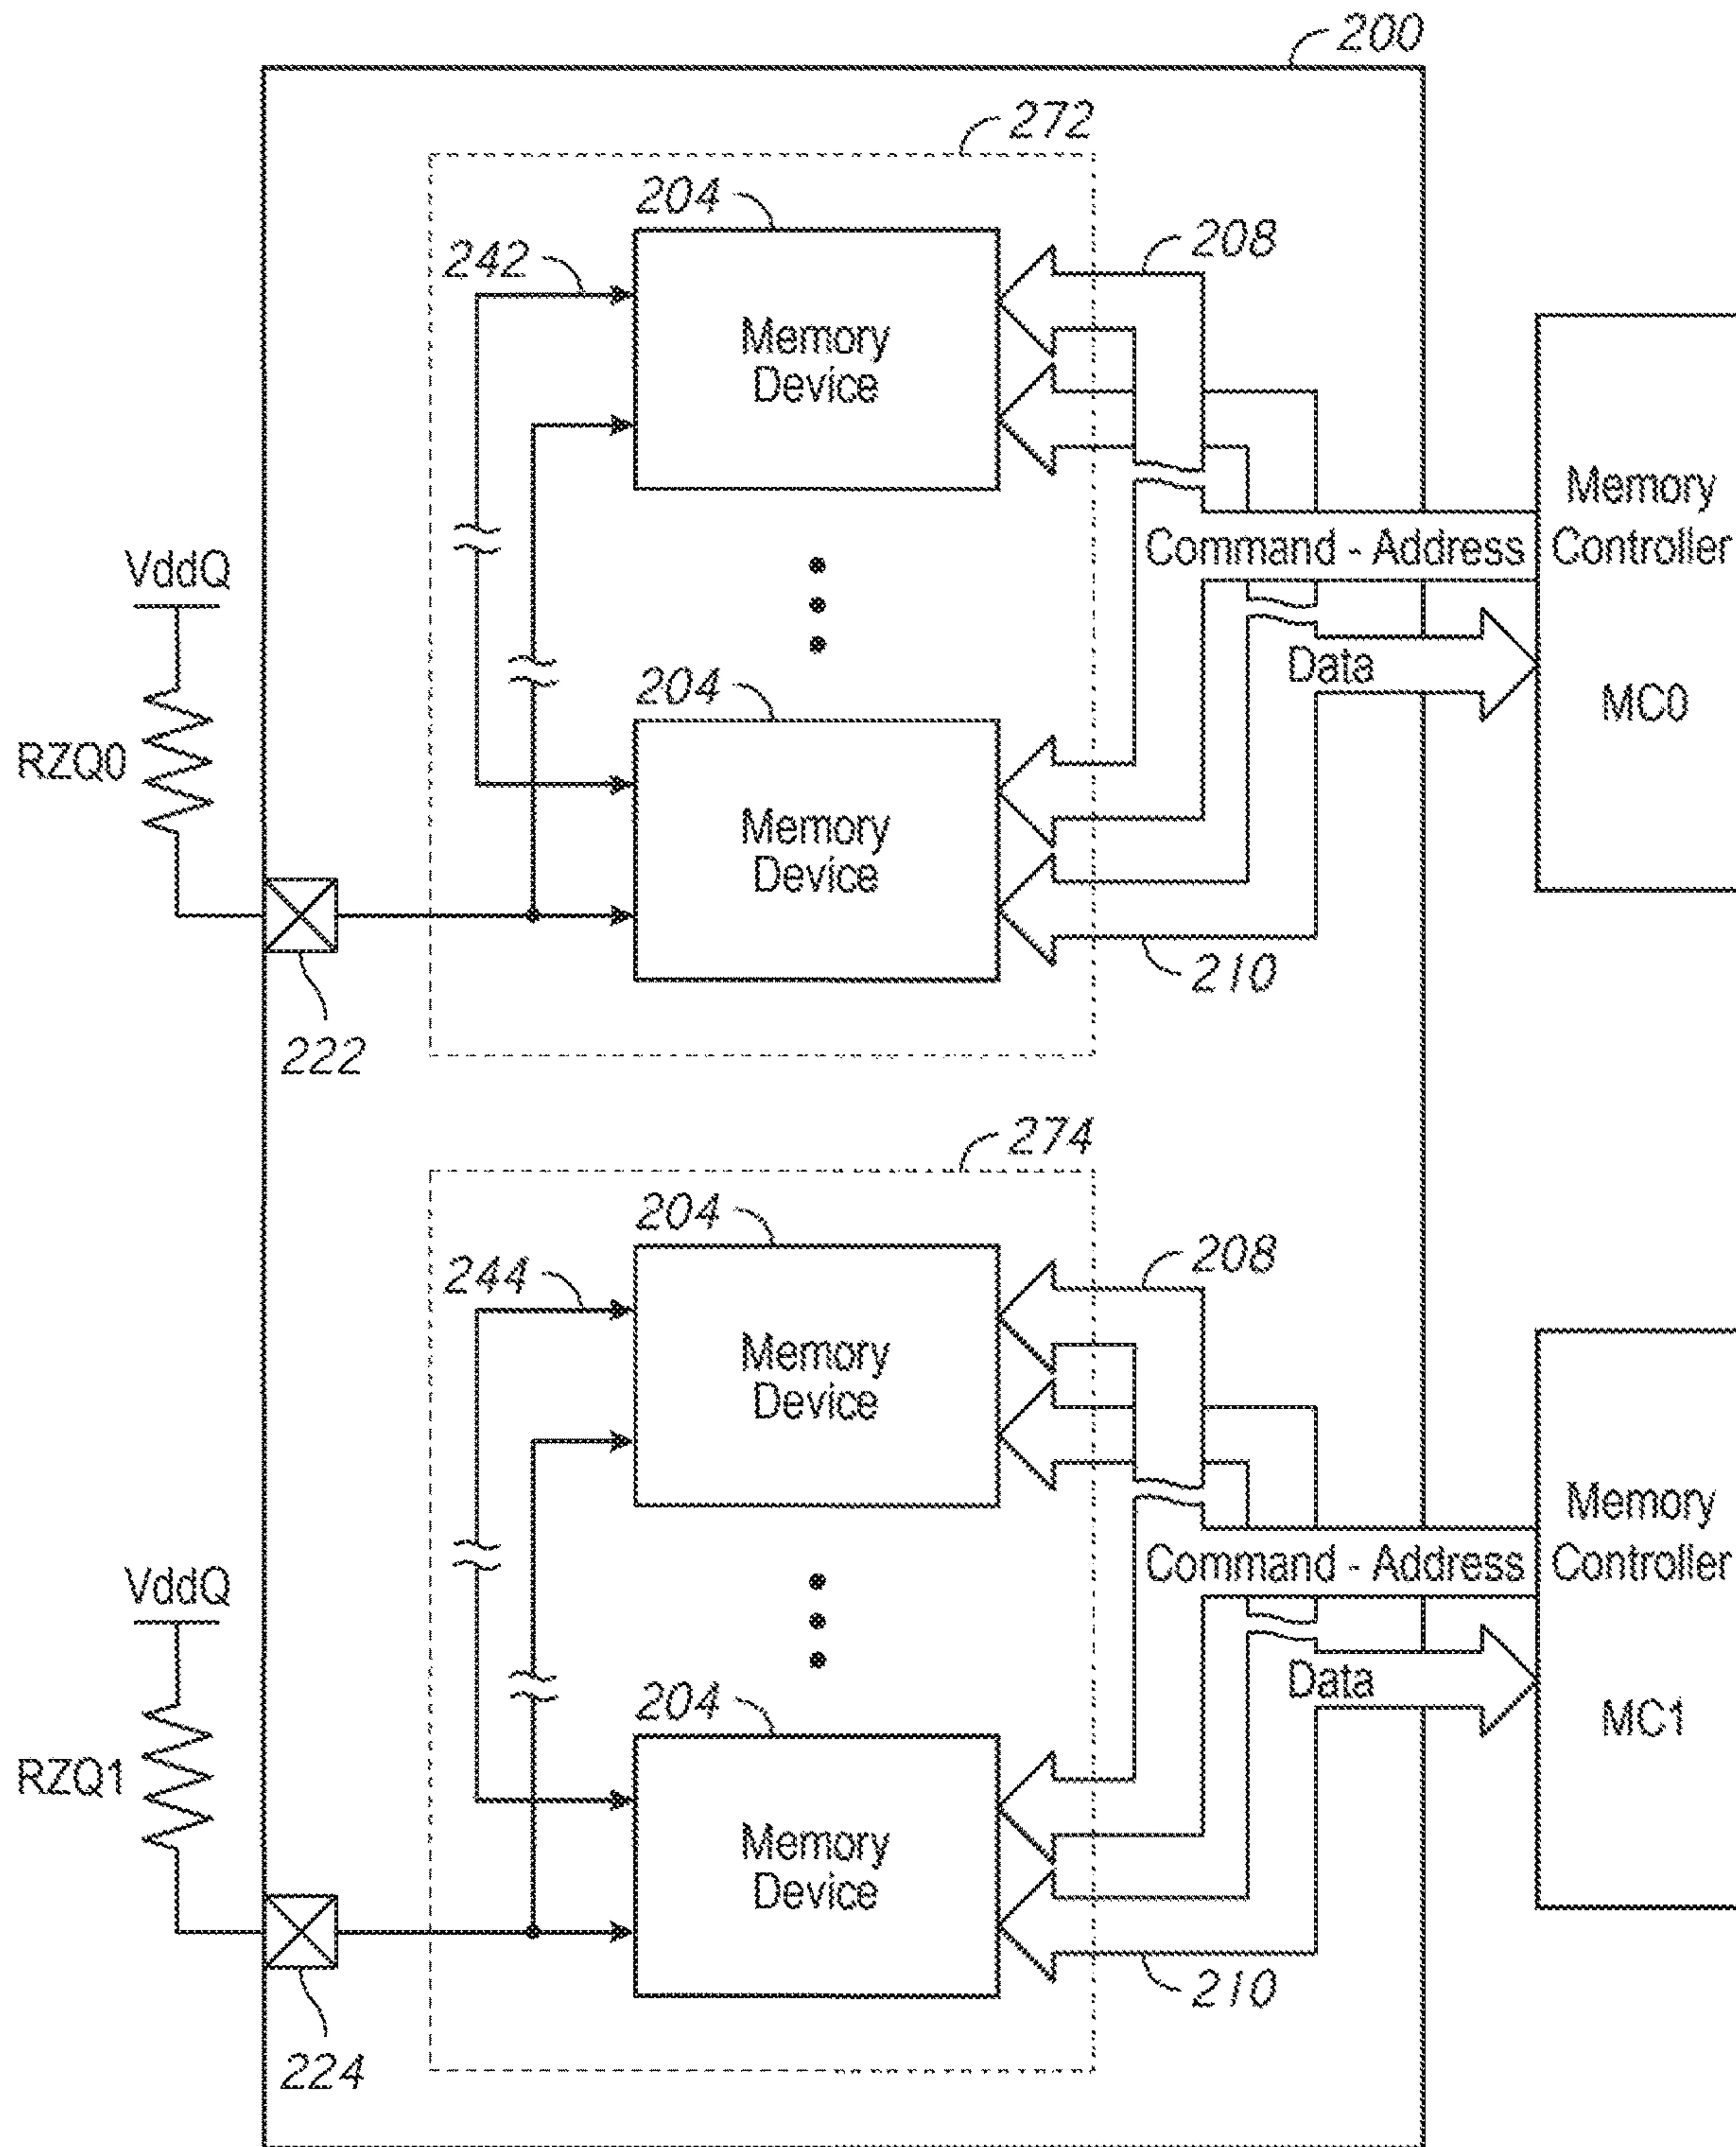 200
272
204
242
208
Memory
Device
Memory
Controller
MC0
Command - Address
VddQ
Data
204
RZQ0
Memory
Device
210
222
274
204
244
208
Memory
Device
Memory
Controller
MC1
Command - Address
VddQ
Data
204
RZQ1
Memory
Device
210
224